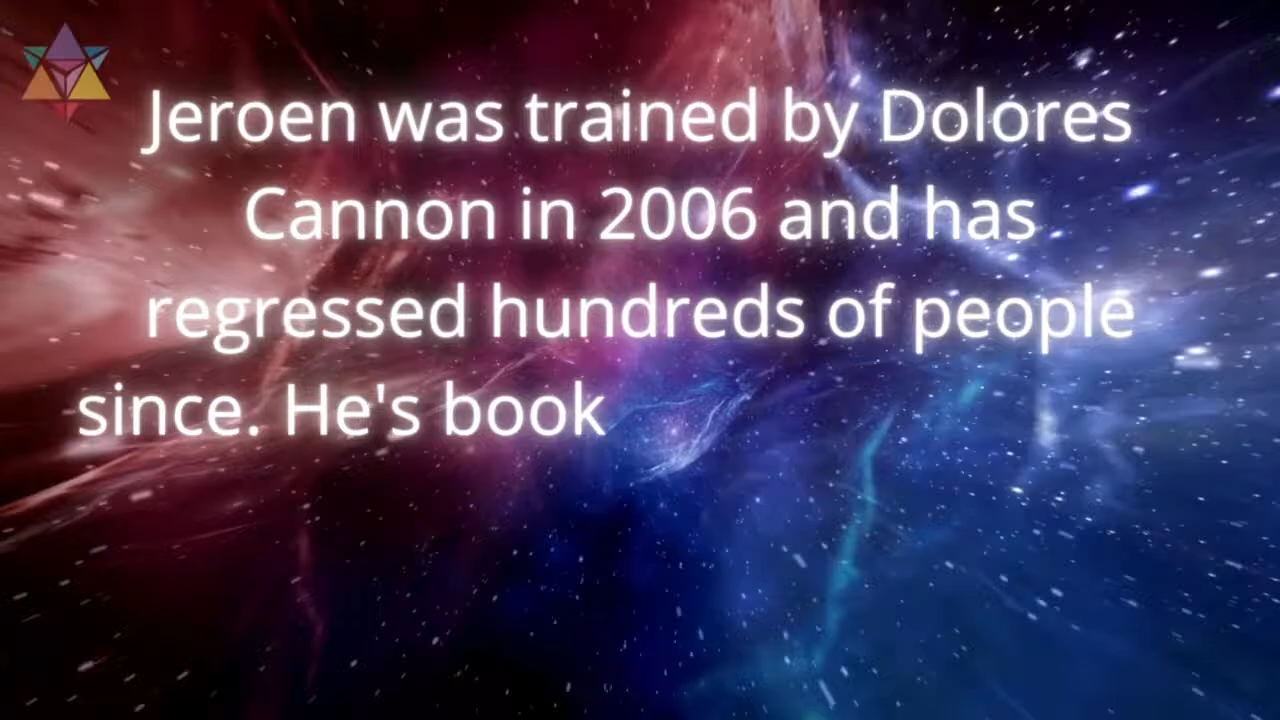 Jeroen was trained by Dolores
Cannon in 2006 and has
regressed hundreds of people
since. He's book